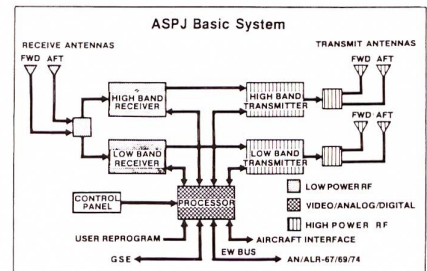 ASPJ Basic System
RECEIVE ANTENNAS
FWD AFT
TRANSMIT ANTENNAS
FWD AFT
HIGH BAND
RECEIVER
HIGH BAND
TRANSMITTER
FWD AFT
LOW BAND
RECEIVER
LOW BAND
TRANSMITTER
CONTROL
PANEL
PROCESSOR
LOW POWER RF
VIDEO/ANALOG/DIGITAL
HIGH POWER RF
USER REPROGRAM
AIRCRAFT INTERFACE
GSE
EW BUS
AN/ALR-67/69/74